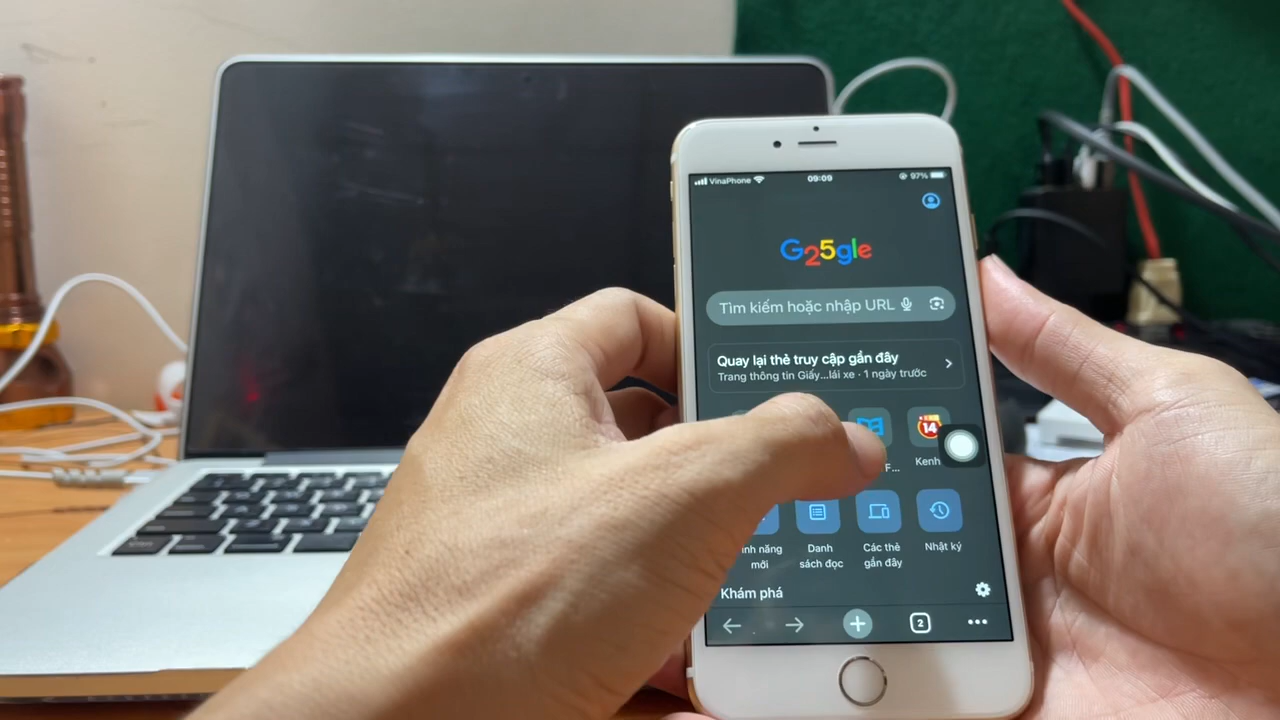 VinaPhone 09:09 97%
G25gle
Tìm kiếm hoặc nhập URL
Quay lại thẻ truy cập gần đây
Trang thông tin Giấy...lái xe · 1 ngày trước
14
F...
Kenh
mới
Danh
sách đọc
Các thẻ
gần đây
Nhật ký
Khám phá
2